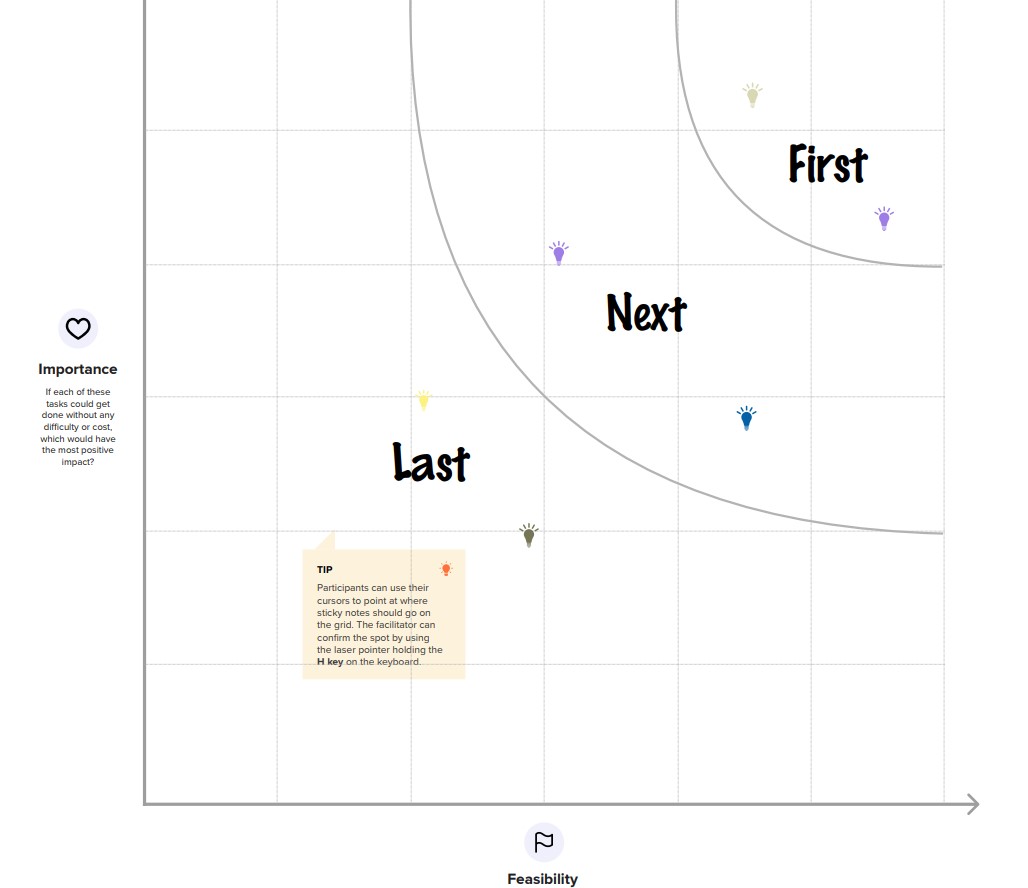 First
Next
Importance
If each of these
tasks could get
done without any
difficulty or cost,
which would have
the most positive
impact?
Last
TIP
Participants can use their
cursors to point at where
sticky notes should go on
the grid. The facilitator can
confirm the spot by using
the laser pointer holding the
H key on the keyboard.
Feasibility